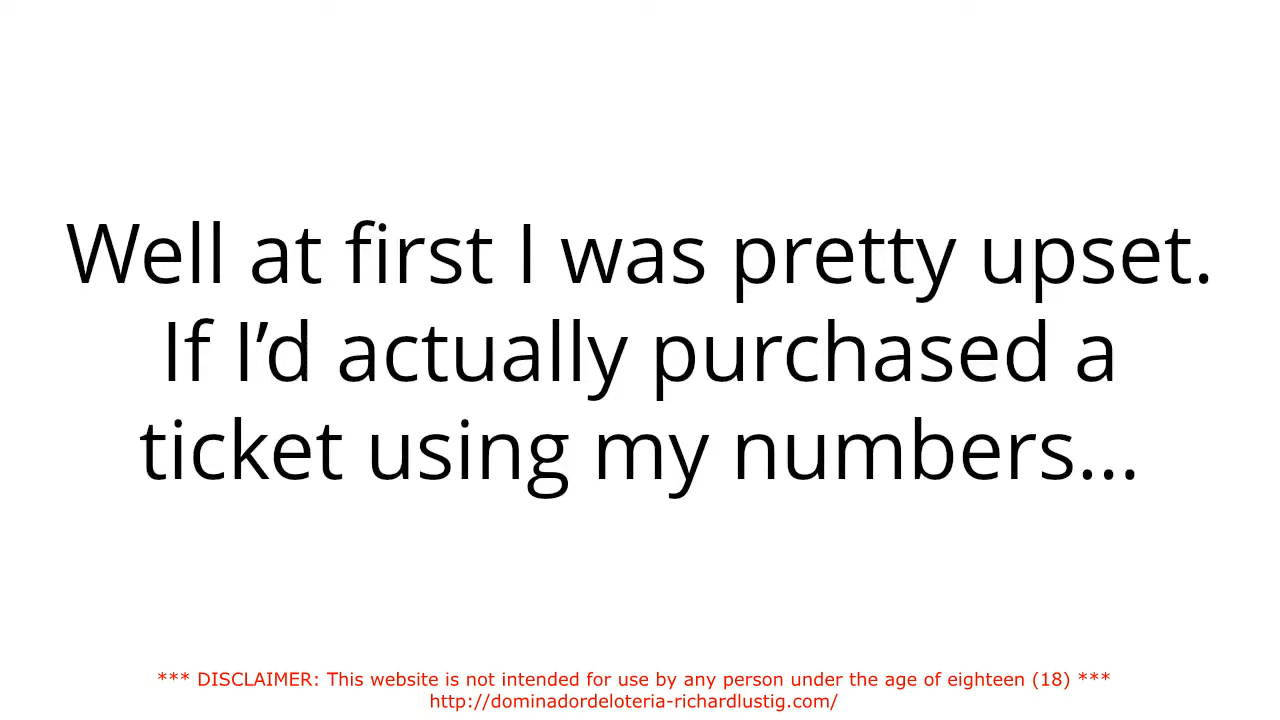 Well at first I was pretty upset.
If I’d actually purchased a
ticket using my numbers...
*** DISCLAIMER: This website is not intended for use by any person under the age of eighteen (18) ***
http://dominadordeloteria-richardlustig.com/